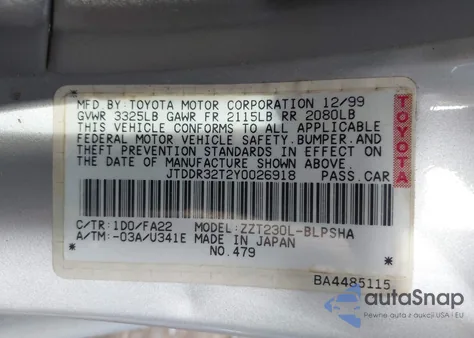 MFD BY TOYOTA MOTOR CORPORATION 12/99
GVWR 3325LB GAWR FR 2115LB RR 2080LB
THIS VEHICLE CONFORMS TO ALL APPLICABLE
FEDERAL MOTOR VEHICLE SAFETY,BUMPER,AND
THEFT PREVENTION STANDARDS IN EFFECT ON
THE DATE OF MANUFACTURE SHOWN ABOVE.
JTDDR32T2Y0026918 PASS.CAR
TOYOTA
C/TR:1D0/FA22 MODEL:ZZT230L-BLPSHA
A/TM:-03A/U341E MADE IN JAPAN
NO.479
BA4485115
autoSnap
Pewne auto z USA i EU